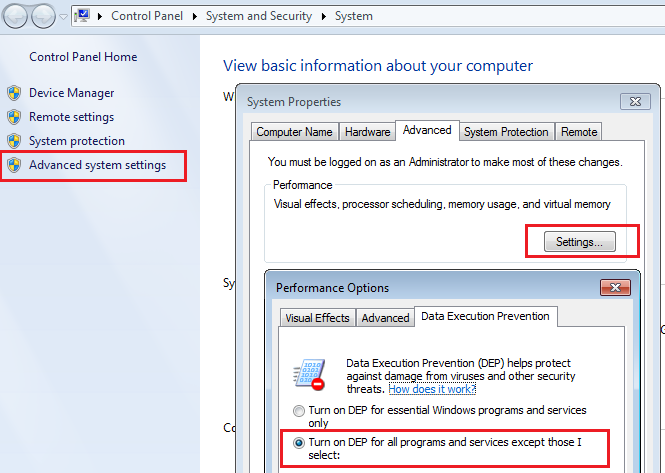 Control Panel System and Security System
Control Panel Home
Device Manager
Remote settings
System protection
Advanced system settings
View basic information about your computer
W
System Properties
Computer Name Hardware Advanced System Protection Remote
You must be logged on as an Administrator to make most of these changes.
Performance
Visual effects, processor scheduling, memory usage, and virtual memory
Settings...
Sy
Performance Options
Visual Effects Advanced Data Execution Prevention
Data Execution Prevention (DEP) helps protect
against damage from viruses and other security
threats. How does it work?
Turn on DEP for essential Windows programs and services
only
Turn on DEP for all programs and services except those I
select: